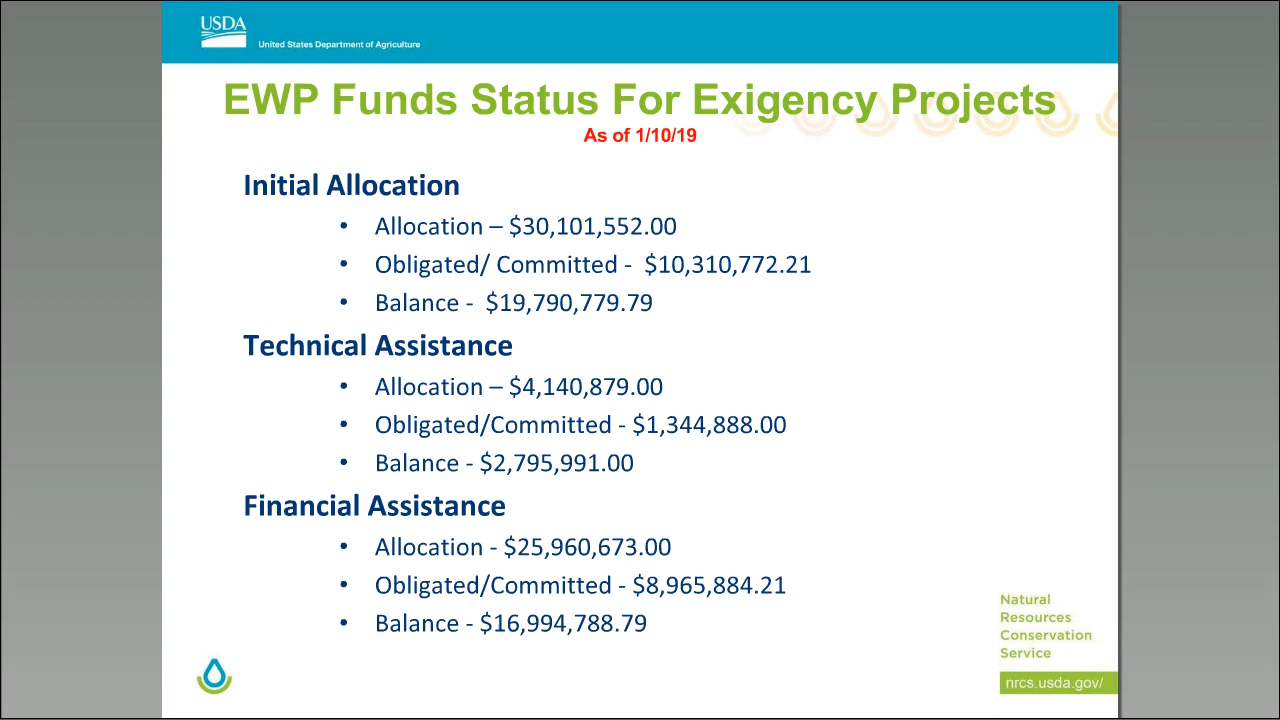 USDA
United States Department of Agriculture
EWP Funds Status For Exigency Projects
As of 1/10/19
Initial Allocation
• Allocation – $30,101,552.00
• Obligated/ Committed -  $10,310,772.21
• Balance -  $19,790,779.79
Technical Assistance
• Allocation – $4,140,879.00
• Obligated/Committed - $1,344,888.00
• Balance - $2,795,991.00
Financial Assistance
• Allocation - $25,960,673.00
• Obligated/Committed - $8,965,884.21
• Balance - $16,994,788.79
Natural
Resources
Conservation
Service
nrcs.usda.gov/